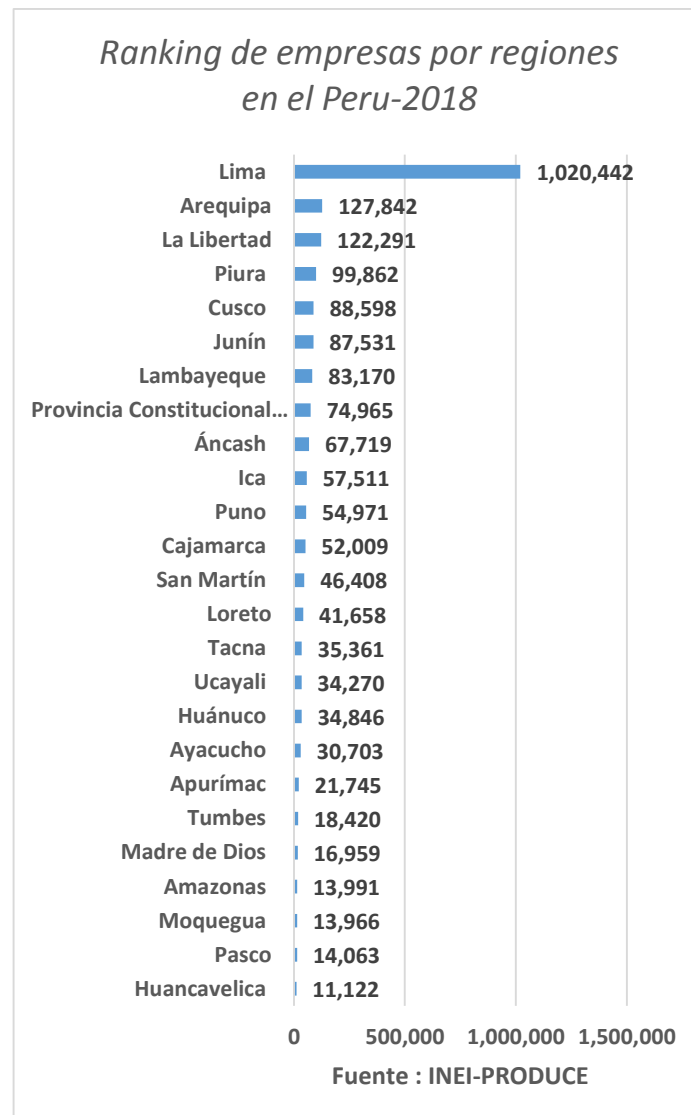 Ranking de empresas por regiones
en el Peru-2018
Lima 1,020,442
Arequipa 127,842
La Libertad 122,291
Piura 99,862
Cusco 88,598
Junín 87,531
Lambayeque 83,170
Provincia Constitucional... 74,965
Áncash 67,719
Ica 57,511
Puno 54,971
Cajamarca 52,009
San Martín 46,408
Loreto 41,658
Tacna 35,361
Ucayali 34,270
Huánuco 34,846
Ayacucho 30,703
Apurímac 21,745
Tumbes 18,420
Madre de Dios 16,959
Amazonas 13,991
Moquegua 13,966
Pasco 14,063
Huancavelica 11,122
0 500,000 1,000,000 1,500,000
Fuente : INEI-PRODUCE